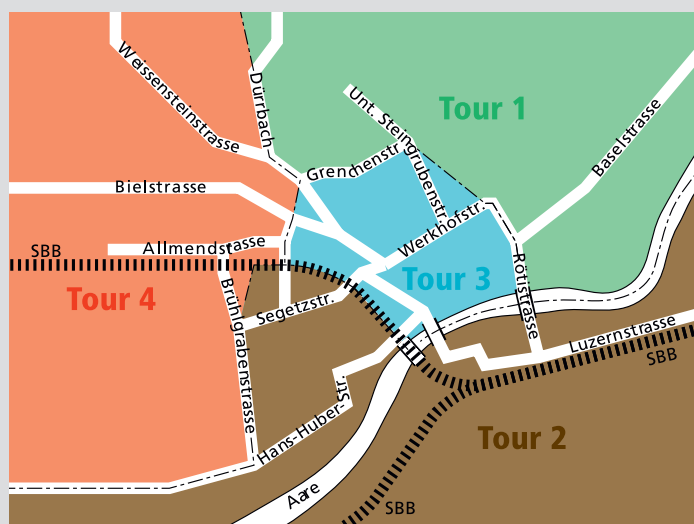 Weissensteinstrasse
Dürrbach
Unt. Steingrubenstr.
Tour 1
Baselstrasse
Grenchenstr.
Bielstrasse
Werkhofstr.
SBB
Allmendstasse
Tour 3
Tour 4
Brühlgrabenstrasse
Segetzstr.
Rötistrasse
Luzernstrasse
SBB
Hans-Huber-
Str.
Tour 2
Aare
SBB